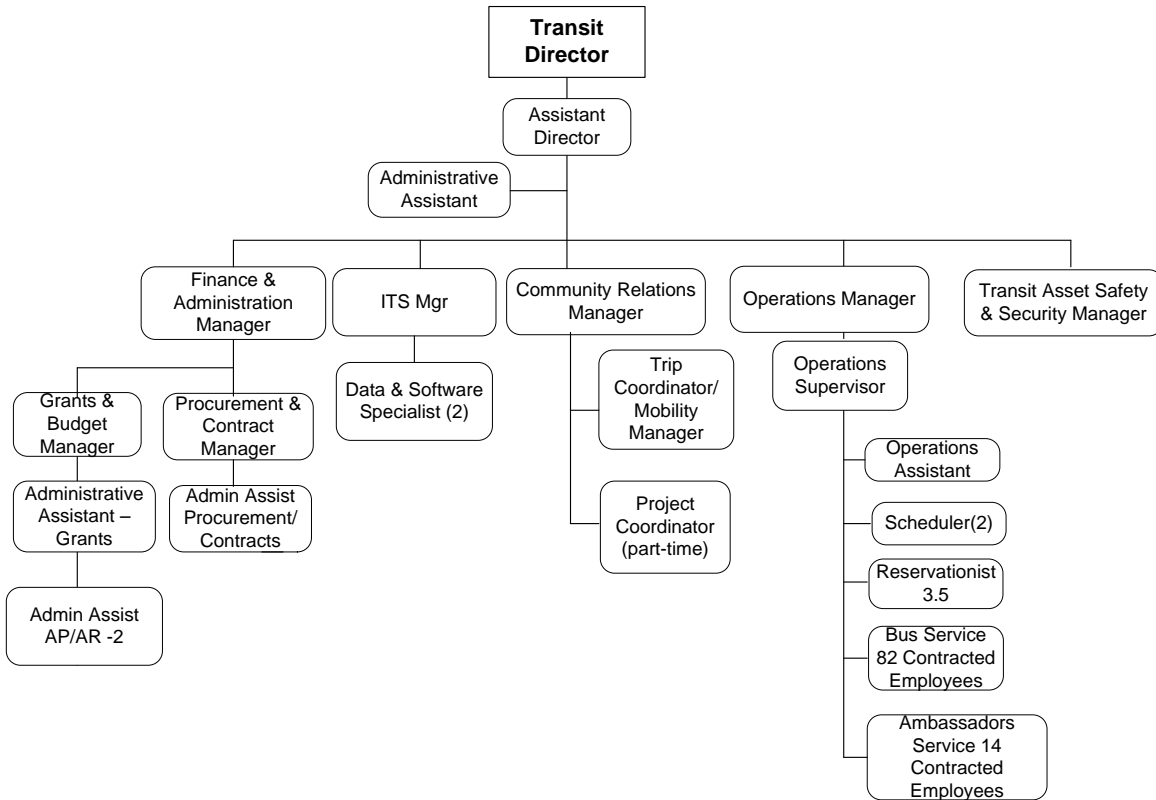 Transit
Director
Assistant
Director
Administrative
Assistant
Finance &
Administration
Manager
ITS Mgr
Community Relations
Manager
Operations Manager
Transit Asset Safety
& Security Manager
Grants &
Budget
Manager
Procurement &
Contract
Manager
Data & Software
Specialist (2)
Trip
Coordinator/
Mobility
Manager
Operations
Supervisor
Administrative
Assistant –
Grants
Admin Assist
Procurement/
Contracts
Project
Coordinator
(part-time)
Operations
Assistant
Scheduler(2)
Reservationist
3.5
Admin Assist
AP/AR -2
Bus Service
82 Contracted
Employees
Ambassadors
Service 14
Contracted
Employees